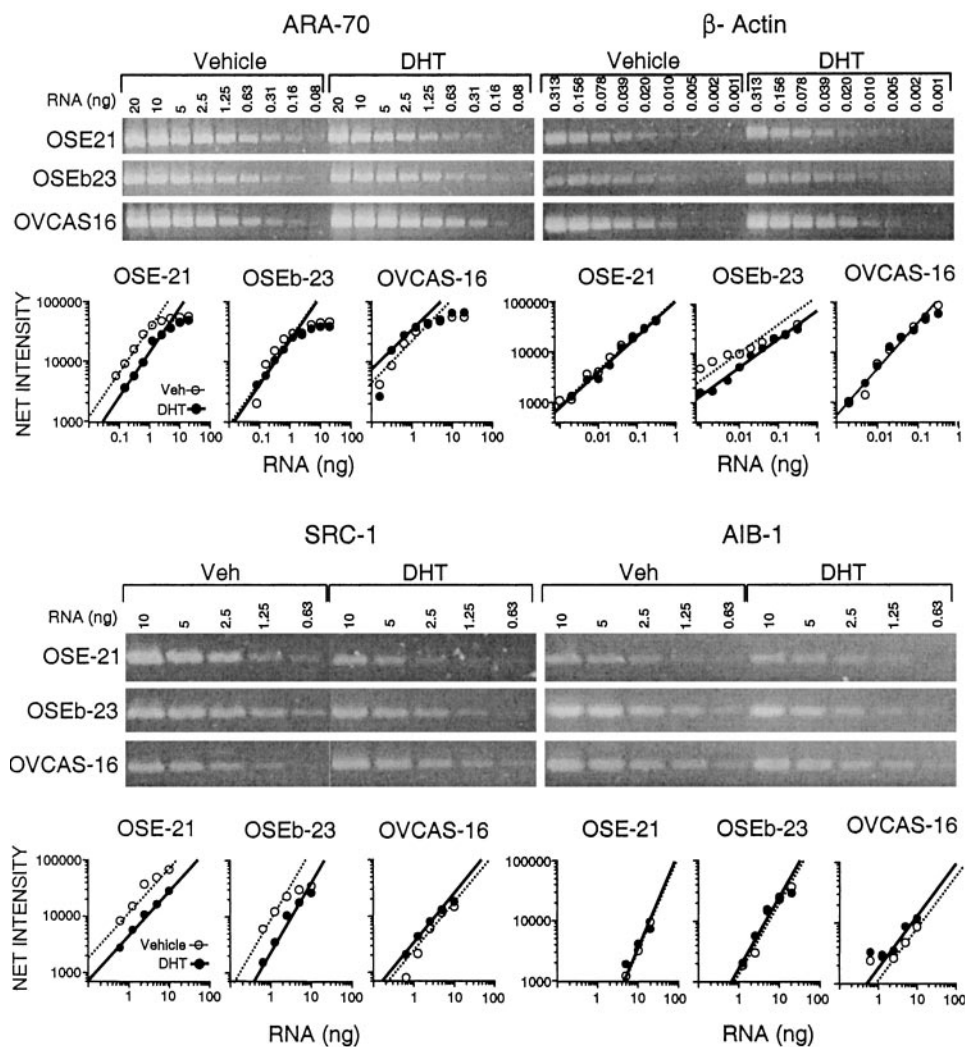 ARA-70 β- Actin
Vehicle DHT Vehicle DHT
RNA (ng) 20 10 5 2.5 1.25 0.63 0.31 0.16 0.08 20 10 5 2.5 1.25 0.63 0.31 0.16 0.08 0.313 0.156 0.078 0.039 0.020 0.010 0.005 0.002 0.001 0.313 0.156 0.078 0.039 0.020 0.010 0.005 0.002 0.001
OSE21
OSEb23
OVCAS16
OSE-21 OSEb-23 OVCAS-16 OSE-21 OSEb-23 OVCAS-16
NET INTENSITY
100000
10000
1000
Veh
DHT
100000
10000
1000
0.1 1 10 100 0.1 1 10 100 0.1 1 10 100 0.01 0.1 1 0.01 0.1 1 0.01 0.1 1
RNA (ng) RNA (ng)
SRC-1 AIB-1
Veh DHT Veh DHT
RNA (ng) 10 5 2.5 1.25 0.63 10 5 2.5 1.25 0.63 10 5 2.5 1.25 0.63 10 5 2.5 1.25 0.63
OSE-21
OSEb-23
OVCAS-16
OSE-21 OSEb-23 OVCAS-16 OSE-21 OSEb-23 OVCAS-16
NET INTENSITY
100000
10000
1000
Vehicle
DHT
100000
10000
1000
1 10 100 1 10 100 1 10 100 1 10 100 1 10 100 1 10 100
RNA (ng) RNA (ng)